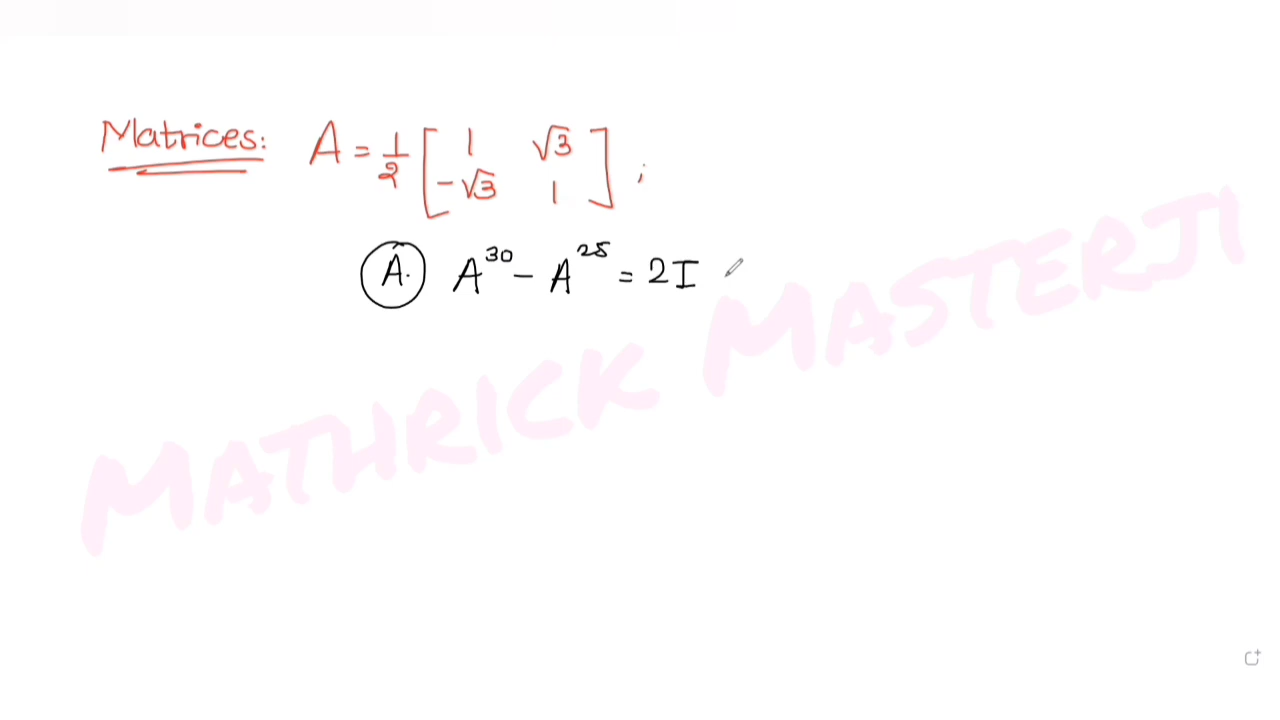 Matrices: A = 1/2 [ 1 √3
-√3 1 ] ;
A. A^30 - A^25 = 2I
MATHRICK MASTERJI